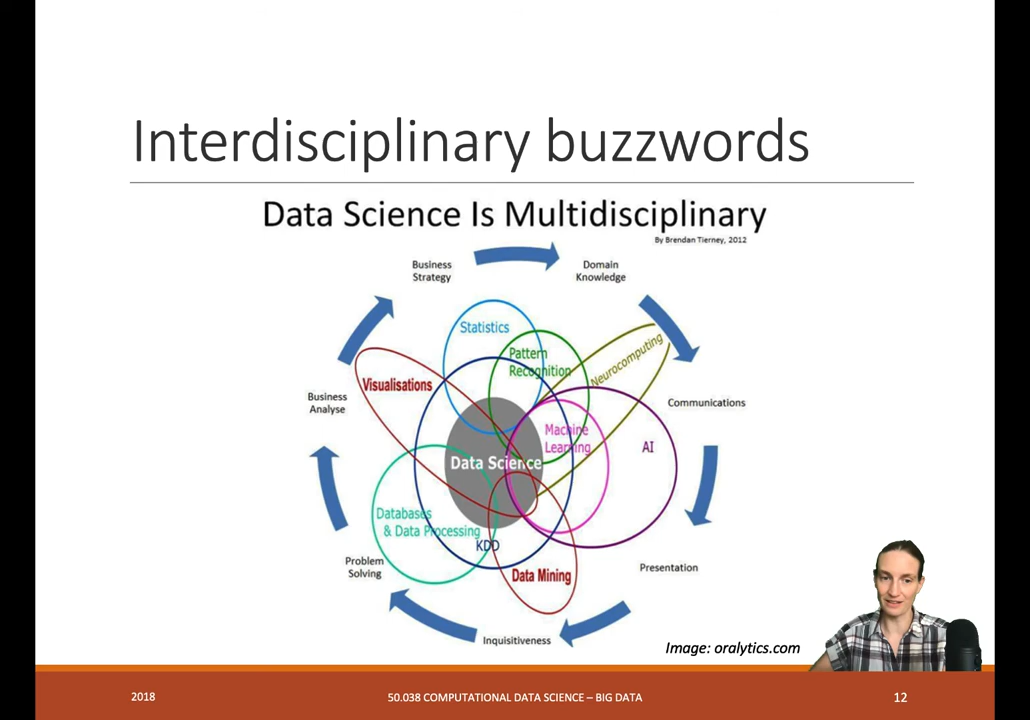 Interdisciplinary buzzwords
Data Science Is Multidisciplinary
By Brendan Tierney, 2012
Business
Strategy
Domain
Knowledge
Statistics
Pattern
Recognition
Neurocomputing
Visualisations
Business
Analyse
Communications
Machine
Learning
AI
Data Science
Databases
& Data Processing
KDD
Problem
Solving
Data Mining
Presentation
Inquisitiveness
Image: oralytics.com
2018
50.038 COMPUTATIONAL DATA SCIENCE – BIG DATA
12